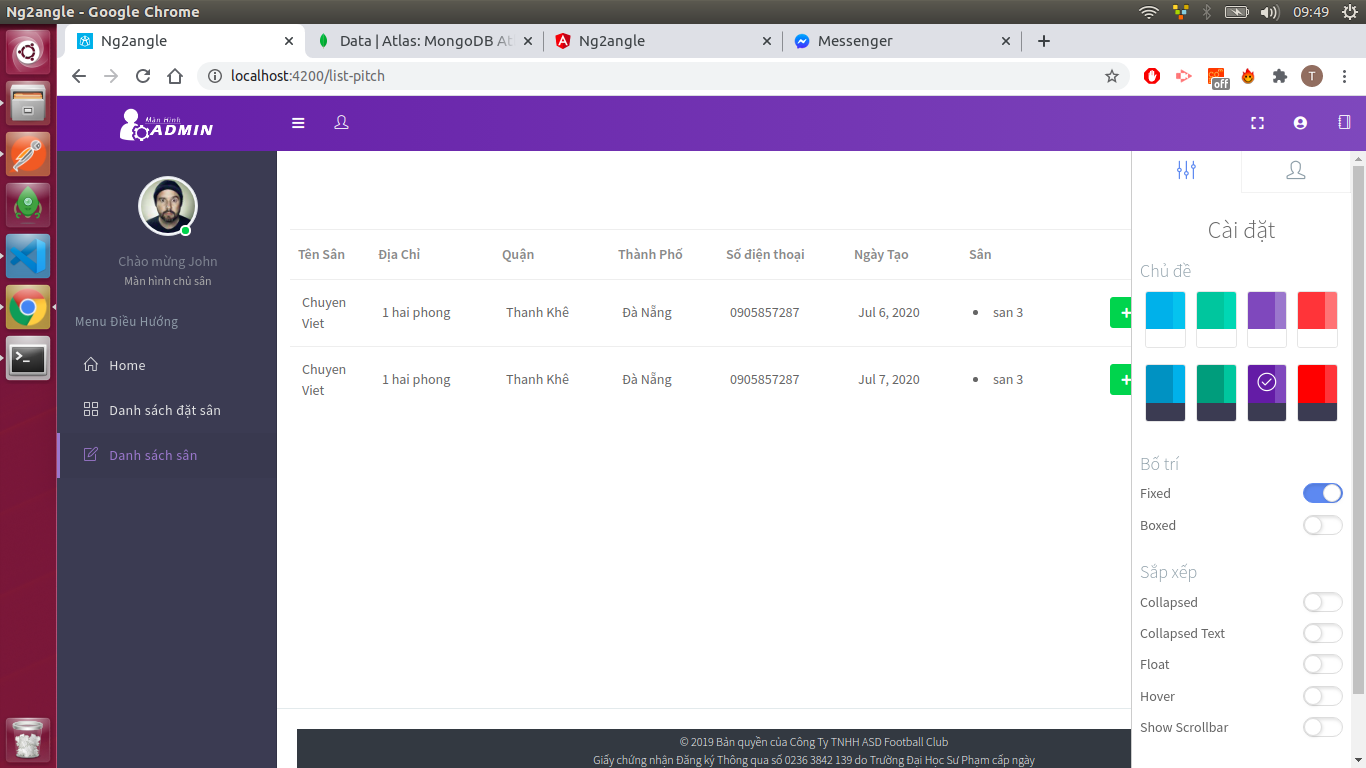 Ng2angle - Google Chrome
09:49
Ng2angle
Data | Atlas: MongoDB Atl
Ng2angle
Messenger
localhost:4200/list-pitch
off
T
Màn Hình
ADMIN
Chào mừng John
Màn hình chủ sân
Menu Điều Hướng
Home
Danh sách đặt sân
Danh sách sân
Tên Sân Địa Chỉ Quận Thành Phố Số điện thoại Ngày Tạo Sân
Chuyen
Viet
1 hai phong Thanh Khê Đà Nẵng 0905857287 Jul 6, 2020 • san 3
+
Chuyen
Viet
1 hai phong Thanh Khê Đà Nẵng 0905857287 Jul 7, 2020 • san 3
+
Cài đặt
Chủ đề
Bố trí
Fixed
Boxed
Sắp xếp
Collapsed
Collapsed Text
Float
Hover
Show Scrollbar
© 2019 Bản quyền của Công Ty TNHH ASD Football Club
Giấy chứng nhận Đăng ký Thông qua số 0236 3842 139 do Trường Đại Học Sư Phạm cấp ngày